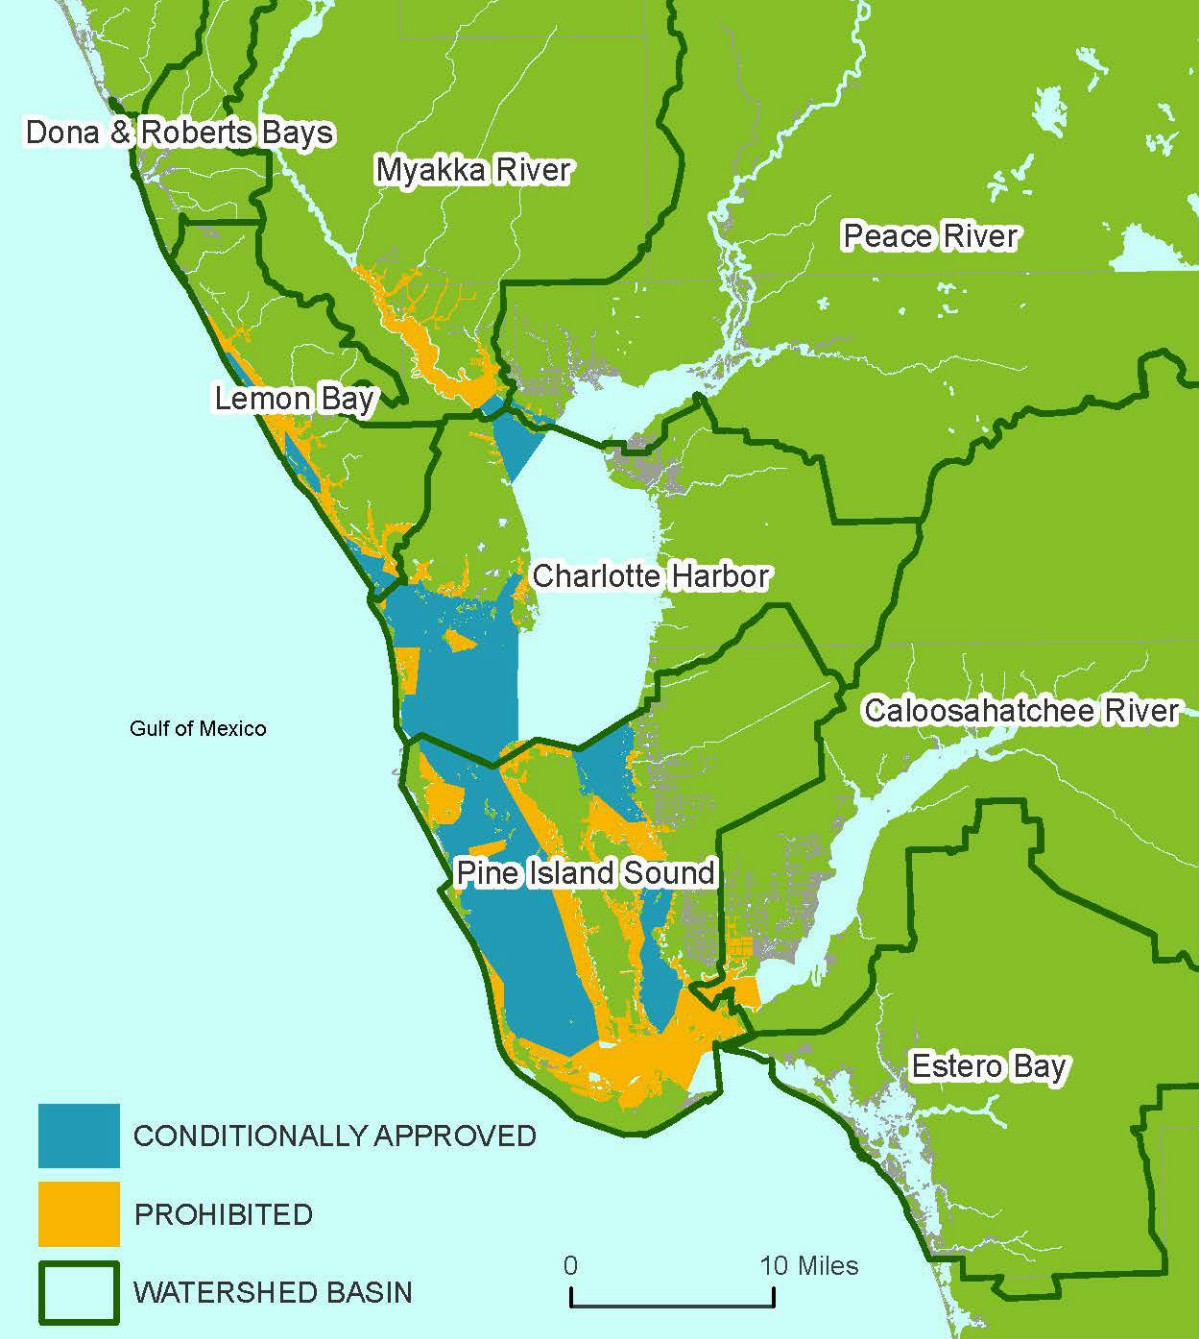 Dona & Roberts Bays
Myakka River
Peace River
Lemon Bay
Charlotte Harbor
Caloosahatchee River
Gulf of Mexico
Pine Island Sound
Estero Bay
CONDITIONALLY APPROVED
PROHIBITED
WATERSHED BASIN
0 10 Miles